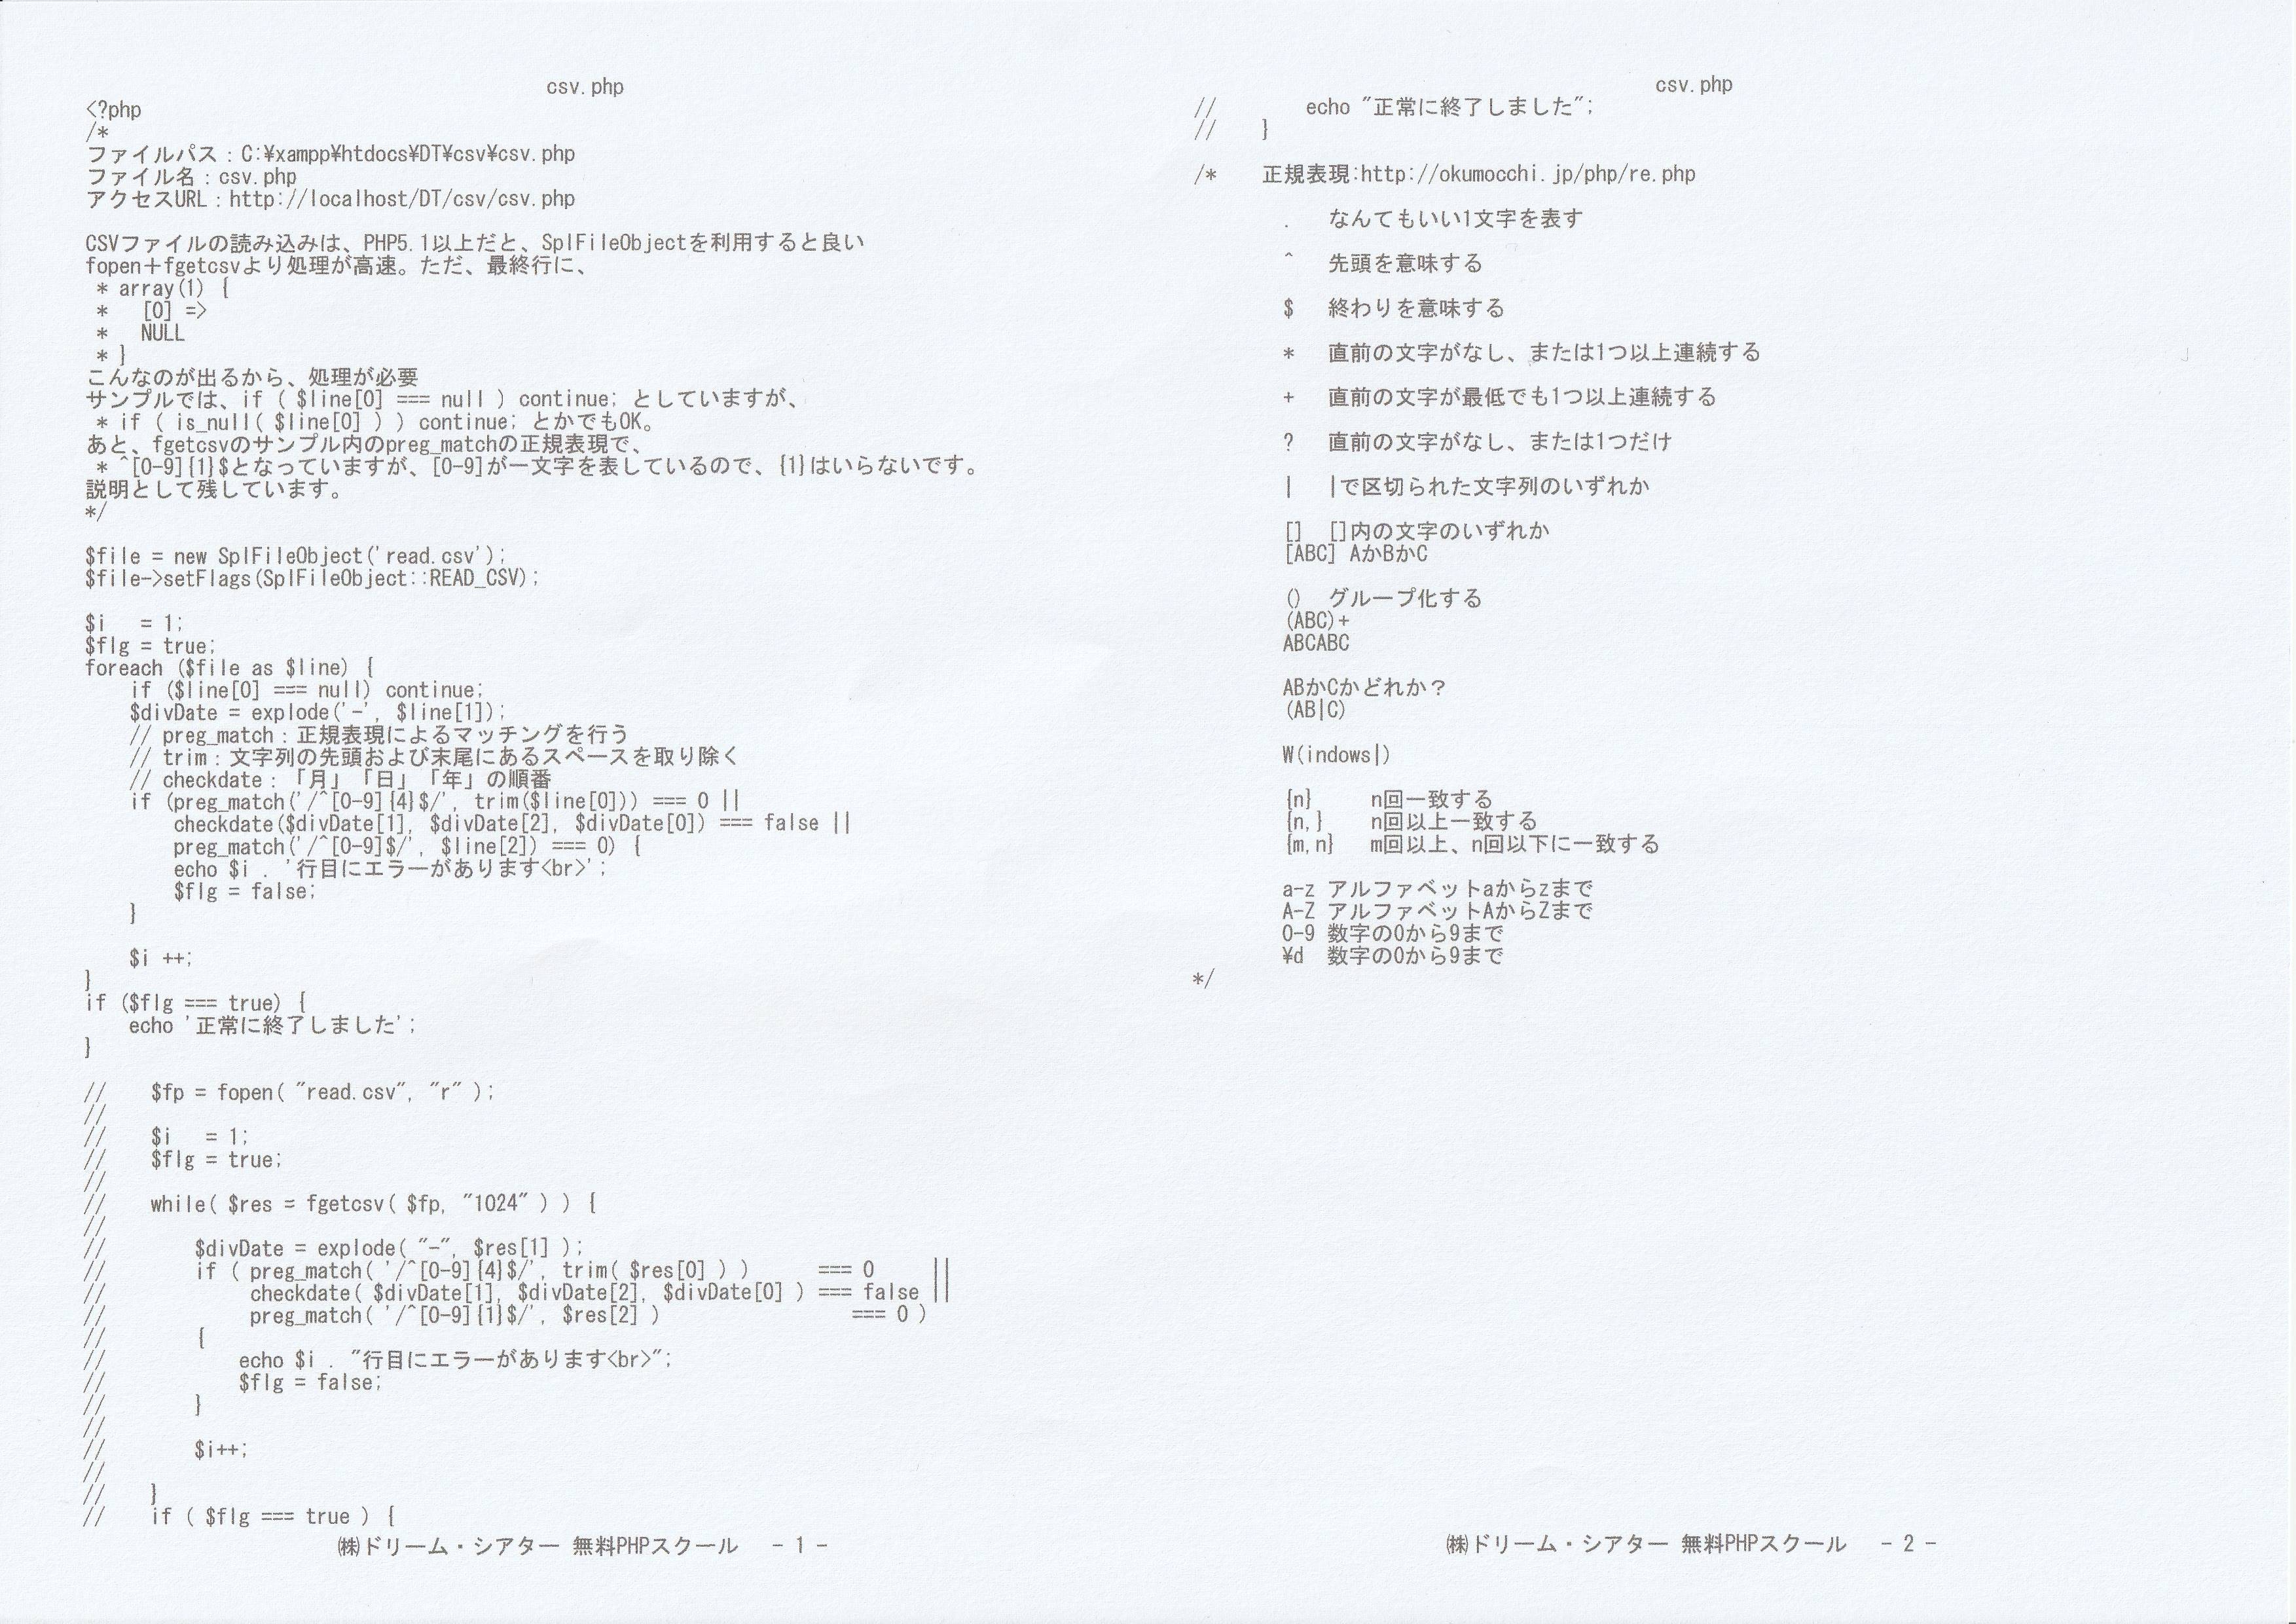 csv.php
<?php
/*
ファイルパス：C:¥xampp¥htdocs¥DT¥csv¥csv.php
ファイル名：csv.php
アクセスURL：http://localhost/DT/csv/csv.php

CSVファイルの読み込みは、PHP5.1以上だと、SplFileObjectを利用すると良い
fopen＋fgetcsvより処理が高速。ただ、最終行に、
 * array(1) {
 *   [0] =>
 *   NULL
 * }
こんなのが出るから、処理が必要
サンプルでは、if ( $line[0] === null ) continue; としていますが、
 * if ( is_null( $line[0] ) ) continue; とかでもOK。
あと、fgetcsvのサンプル内のpreg_matchの正規表現で、
 * ^[0-9]{1}$となっていますが、[0-9]が一文字を表しているので、{1}はいらないです。
説明として残しています。
*/

$file = new SplFileObject('read.csv');
$file->setFlags(SplFileObject::READ_CSV);

$i   = 1;
$flg = true;
foreach ($file as $line) {
    if ($line[0] === null) continue;
    $divDate = explode('-', $line[1]);
    // preg_match：正規表現によるマッチングを行う
    // trim：文字列の先頭および末尾にあるスペースを取り除く
    // checkdate：「月」「日」「年」の順番
    if (preg_match('/^[0-9]{4}$/', trim($line[0])) === 0 ||
        checkdate($divDate[1], $divDate[2], $divDate[0]) === false ||
        preg_match('/^[0-9]$/', $line[2]) === 0) {
        echo $i . '行目にエラーがあります<br>';
        $flg = false;
    }

    $i ++;
}
if ($flg === true) {
    echo '正常に終了しました';
}

//    $fp = fopen( "read.csv", "r" );
//
//    $i   = 1;
//    $flg = true;
//
//    while( $res = fgetcsv( $fp, "1024" ) ) {
//
//        $divDate = explode( "-", $res[1] );
//        if ( preg_match( '/^[0-9]{4}$/', trim( $res[0] ) )      === 0     ||
//             checkdate( $divDate[1], $divDate[2], $divDate[0] ) === false ||
//             preg_match( '/^[0-9]{1}$/', $res[2] )                 === 0 )
//        {
//            echo $i . "行目にエラーがあります<br>";
//            $flg = false;
//        }
//
//        $i++;
//
//    }
//    if ( $flg === true ) {
㈱ドリーム・シアター 無料PHPスクール   - 1 -
csv.php
//        echo "正常に終了しました";
//    }

/*    正規表現:http://okumocchi.jp/php/re.php

        .   なんてもいい1文字を表す

        ^   先頭を意味する

        $   終わりを意味する

        *   直前の文字がなし、または1つ以上連続する

        +   直前の文字が最低でも1つ以上連続する

        ?   直前の文字がなし、または1つだけ

        |   |で区切られた文字列のいずれか

        []  []内の文字のいずれか
        [ABC] AかBかC

        ()  グループ化する
        (ABC)+
        ABCABC

        ABかCかどれか？
        (AB|C)

        W(indows|)

        {n}     n回一致する
        {n,}    n回以上一致する
        {m,n}   m回以上、n回以下に一致する

        a-z アルファベットaからzまで
        A-Z アルファベットAからZまで
        0-9 数字の0から9まで
        ¥d  数字の0から9まで
*/
㈱ドリーム・シアター 無料PHPスクール   - 2 -